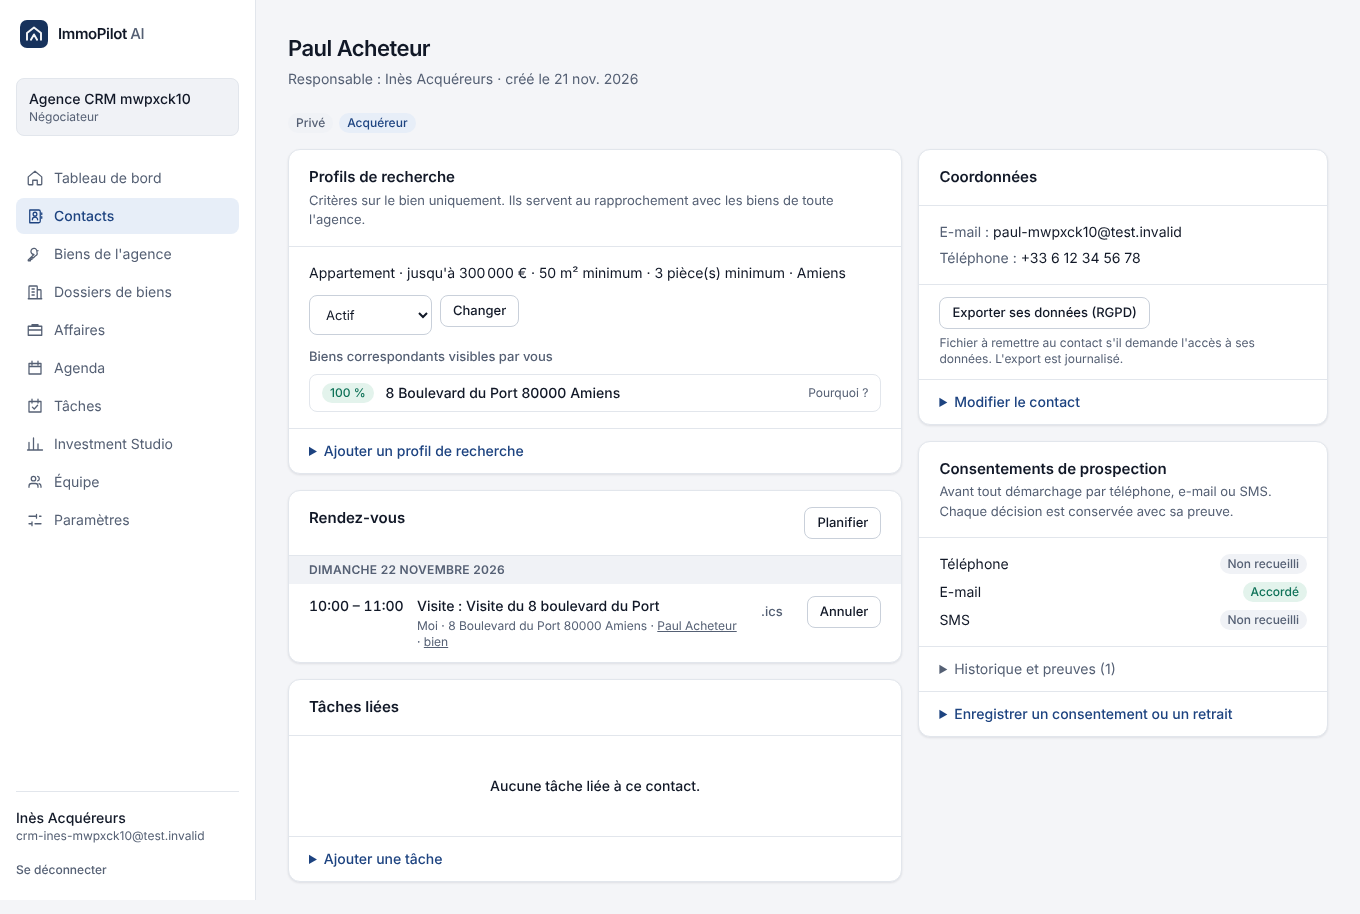 ImmoPilot AI
Agence CRM mwpxck10
Négociateur
Tableau de bord
Contacts
Biens de l'agence
Dossiers de biens
Affaires
Agenda
Tâches
Investment Studio
Équipe
Paramètres
Inès Acquéreurs
crm-ines-mwpxck10@test.invalid
Se déconnecter
Paul Acheteur
Responsable : Inès Acquéreurs · créé le 21 nov. 2026
Privé
Acquéreur
Profils de recherche
Critères sur le bien uniquement. Ils servent au rapprochement avec les biens de toute
l'agence.
Appartement · jusqu'à 300 000 € · 50 m² minimum · 3 pièce(s) minimum · Amiens
Actif
Changer
Biens correspondants visibles par vous
100 %
8 Boulevard du Port 80000 Amiens
Pourquoi ?
Ajouter un profil de recherche
Rendez-vous
Planifier
DIMANCHE 22 NOVEMBRE 2026
10:00 – 11:00
Visite : Visite du 8 boulevard du Port
Moi · 8 Boulevard du Port 80000 Amiens · Paul Acheteur
· bien
.ics
Annuler
Tâches liées
Aucune tâche liée à ce contact.
Ajouter une tâche
Coordonnées
E-mail : paul-mwpxck10@test.invalid
Téléphone : +33 6 12 34 56 78
Exporter ses données (RGPD)
Fichier à remettre au contact s'il demande l'accès à ses
données. L'export est journalisé.
Modifier le contact
Consentements de prospection
Avant tout démarchage par téléphone, e-mail ou SMS.
Chaque décision est conservée avec sa preuve.
Téléphone
Non recueilli
E-mail
Accordé
SMS
Non recueilli
Historique et preuves (1)
Enregistrer un consentement ou un retrait